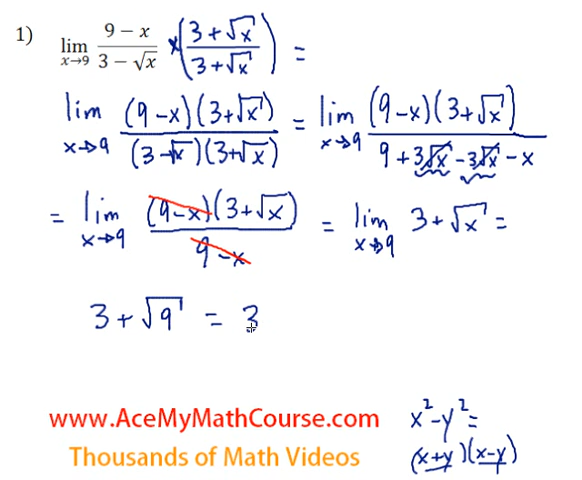 1) lim x→9 (9 − x)/(3 − √x) × ((3 + √x)/(3 + √x)) =
lim x→9 ((9 − x)(3 + √x))/((3 − √x)(3 + √x)) = lim x→9 ((9 − x)(3 + √x))/(9 + 3√x − 3√x − x)
= lim x→9 ((9 − x)(3 + √x))/(9 − x) = lim x→9 3 + √x =
3 + √9 = 3
www.AceMyMathCourse.com
Thousands of Math Videos
x² − y² =
(x + y)(x − y)